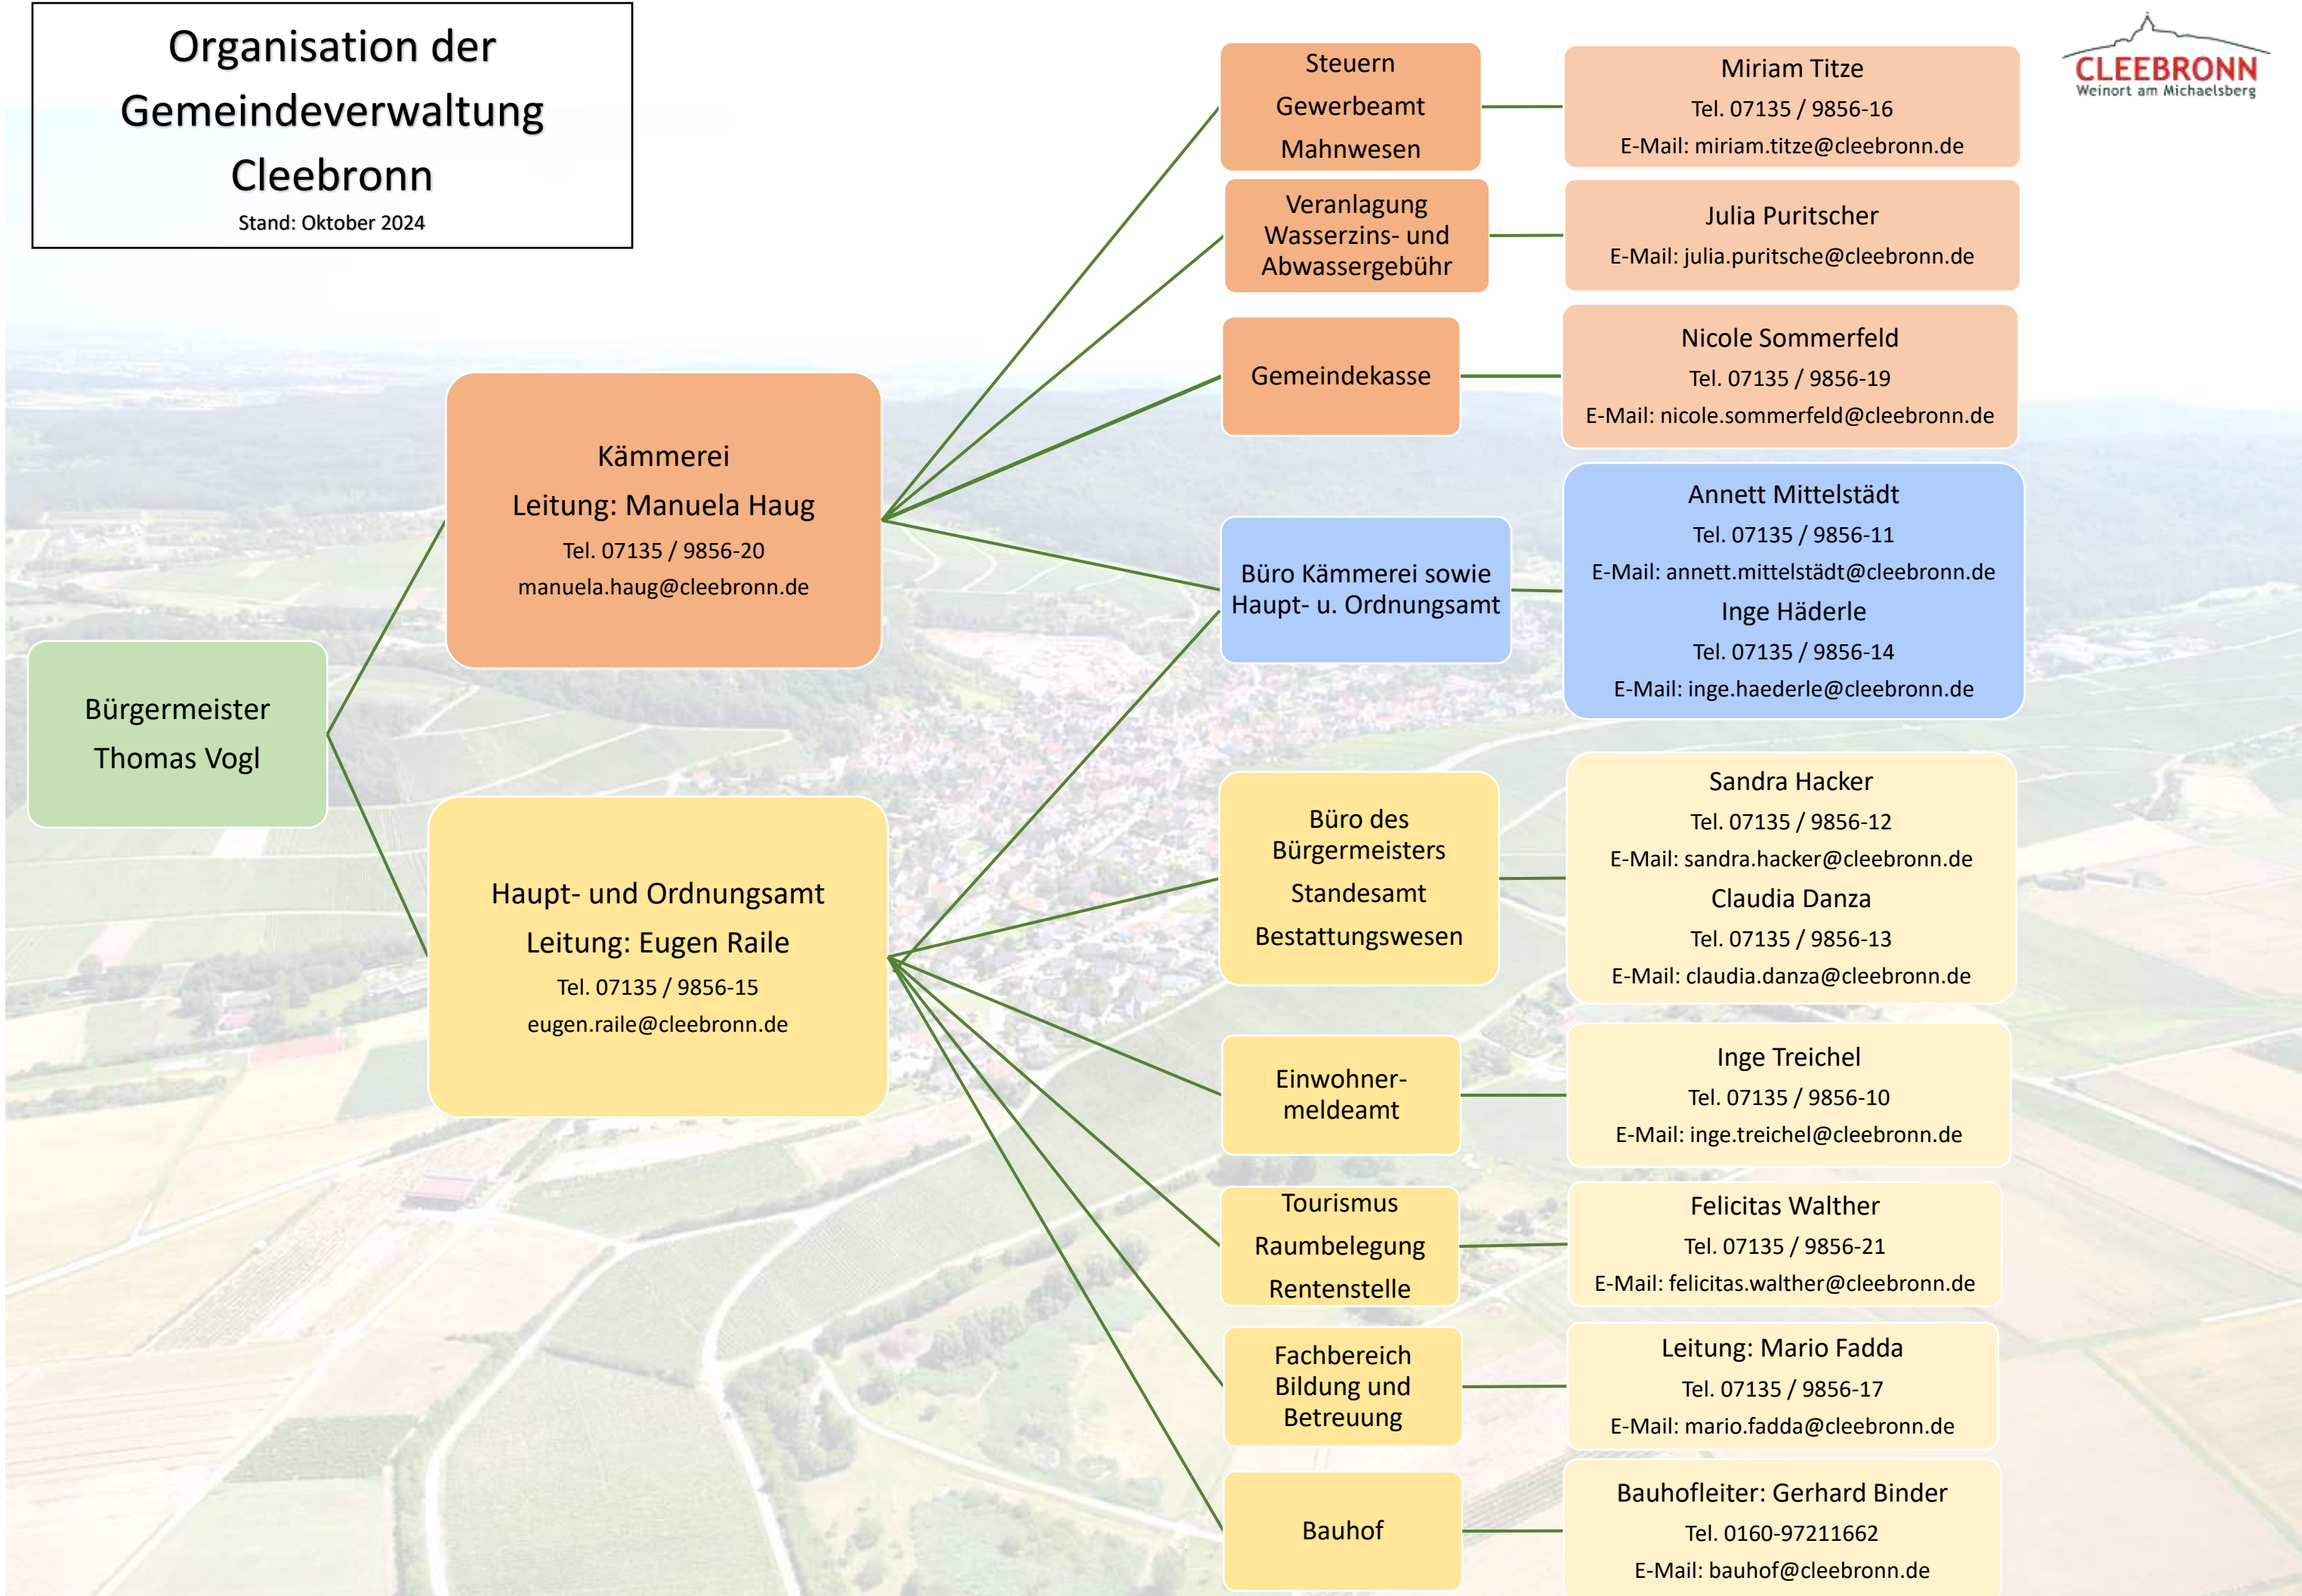 Organisation der
Gemeindeverwaltung
Cleebronn
Stand: Oktober 2024
CLEEBRONN
Weinort am Michaelsberg
Bürgermeister
Thomas Vogl
Kämmerei
Leitung: Manuela Haug
Tel. 07135 / 9856-20
manuela.haug@cleebronn.de
Haupt- und Ordnungsamt
Leitung: Eugen Raile
Tel. 07135 / 9856-15
eugen.raile@cleebronn.de
Steuern
Gewerbeamt
Mahnwesen
Miriam Titze
Tel. 07135 / 9856-16
E-Mail: miriam.titze@cleebronn.de
Veranlagung
Wasserzins- und
Abwassergebühr
Julia Puritscher
E-Mail: julia.puritsche@cleebronn.de
Gemeindekasse
Nicole Sommerfeld
Tel. 07135 / 9856-19
E-Mail: nicole.sommerfeld@cleebronn.de
Büro Kämmerei sowie
Haupt- u. Ordnungsamt
Annett Mittelstädt
Tel. 07135 / 9856-11
E-Mail: annett.mittelstädt@cleebronn.de
Inge Häderle
Tel. 07135 / 9856-14
E-Mail: inge.haederle@cleebronn.de
Büro des
Bürgermeisters
Standesamt
Bestattungswesen
Sandra Hacker
Tel. 07135 / 9856-12
E-Mail: sandra.hacker@cleebronn.de
Claudia Danza
Tel. 07135 / 9856-13
E-Mail: claudia.danza@cleebronn.de
Einwohner-
meldeamt
Inge Treichel
Tel. 07135 / 9856-10
E-Mail: inge.treichel@cleebronn.de
Tourismus
Raumbelegung
Rentenstelle
Felicitas Walther
Tel. 07135 / 9856-21
E-Mail: felicitas.walther@cleebronn.de
Fachbereich
Bildung und
Betreuung
Leitung: Mario Fadda
Tel. 07135 / 9856-17
E-Mail: mario.fadda@cleebronn.de
Bauhof
Bauhofleiter: Gerhard Binder
Tel. 0160-97211662
E-Mail: bauhof@cleebronn.de